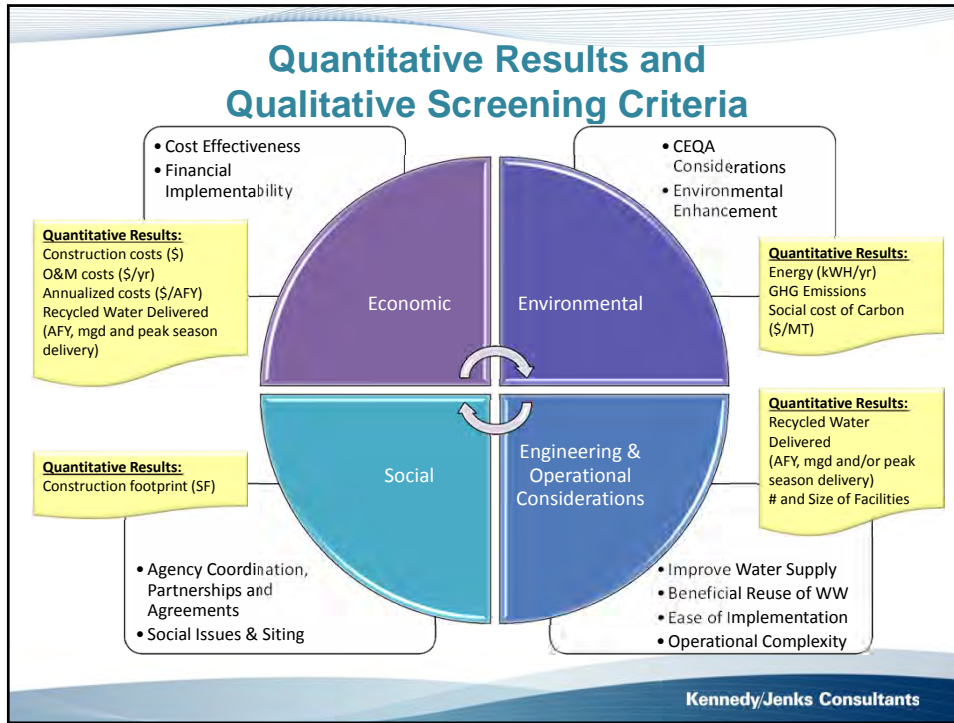 Quantitative Results and
Qualitative Screening Criteria
• Cost Effectiveness
• Financial
Implementability
Quantitative Results:
Construction costs ($)
O&M costs ($/yr)
Annualized costs ($/AFY)
Recycled Water Delivered
(AFY, mgd and peak season
delivery)
Economic
• CEQA
Considerations
• Environmental
Enhancement
Quantitative Results:
Energy (kWH/yr)
GHG Emissions
Social cost of Carbon
($/MT)
Environmental
Quantitative Results:
Construction footprint (SF)
Social
• Agency Coordination,
Partnerships and
Agreements
• Social Issues & Siting
Engineering &
Operational
Considerations
Quantitative Results:
Recycled Water
Delivered
(AFY, mgd and/or peak
season delivery)
# and Size of Facilities
• Improve Water Supply
• Beneficial Reuse of WW
• Ease of Implementation
• Operational Complexity
Kennedy/Jenks Consultants